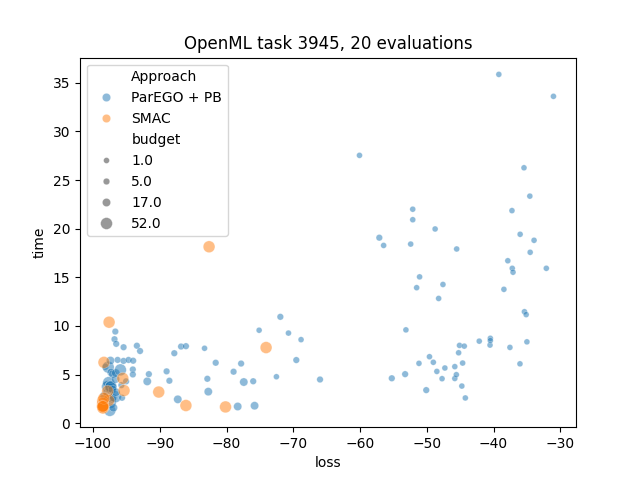 OpenML task 3945, 20 evaluations
Approach
ParEGO + PB
SMAC
budget
1.0
5.0
17.0
52.0
35
30
25
20
15
10
5
0
time
−100
−90
−80
−70
−60
−50
−40
−30
loss